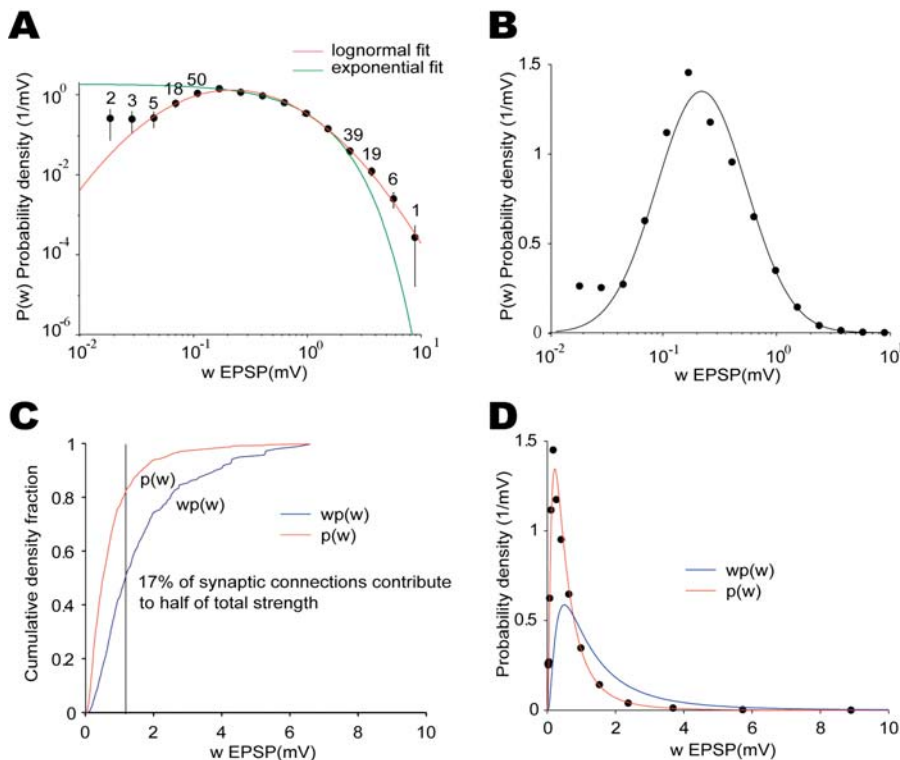 A
lognormal fit
exponential fit
P(w) Probability density (1/mV)
10^0
10^-2
10^-4
10^-6
2
3
5
18
50
39
19
6
1
10^-2
10^-1
10^0
10^1
w EPSP(mV)
B
P(w) Probability density (1/mV)
1.5
1
0.5
0
10^-2
10^-1
10^0
10^1
w EPSP(mV)
C
Cumulative density fraction
1
0.8
0.6
0.4
0.2
0
p(w)
wp(w)
wp(w)
p(w)
17% of synaptic connections contribute
to half of total strength
0
2
4
6
8
10
w EPSP(mV)
D
Probability density (1/mV)
1.5
1
0.5
0
wp(w)
p(w)
0
2
4
6
8
10
w EPSP(mV)